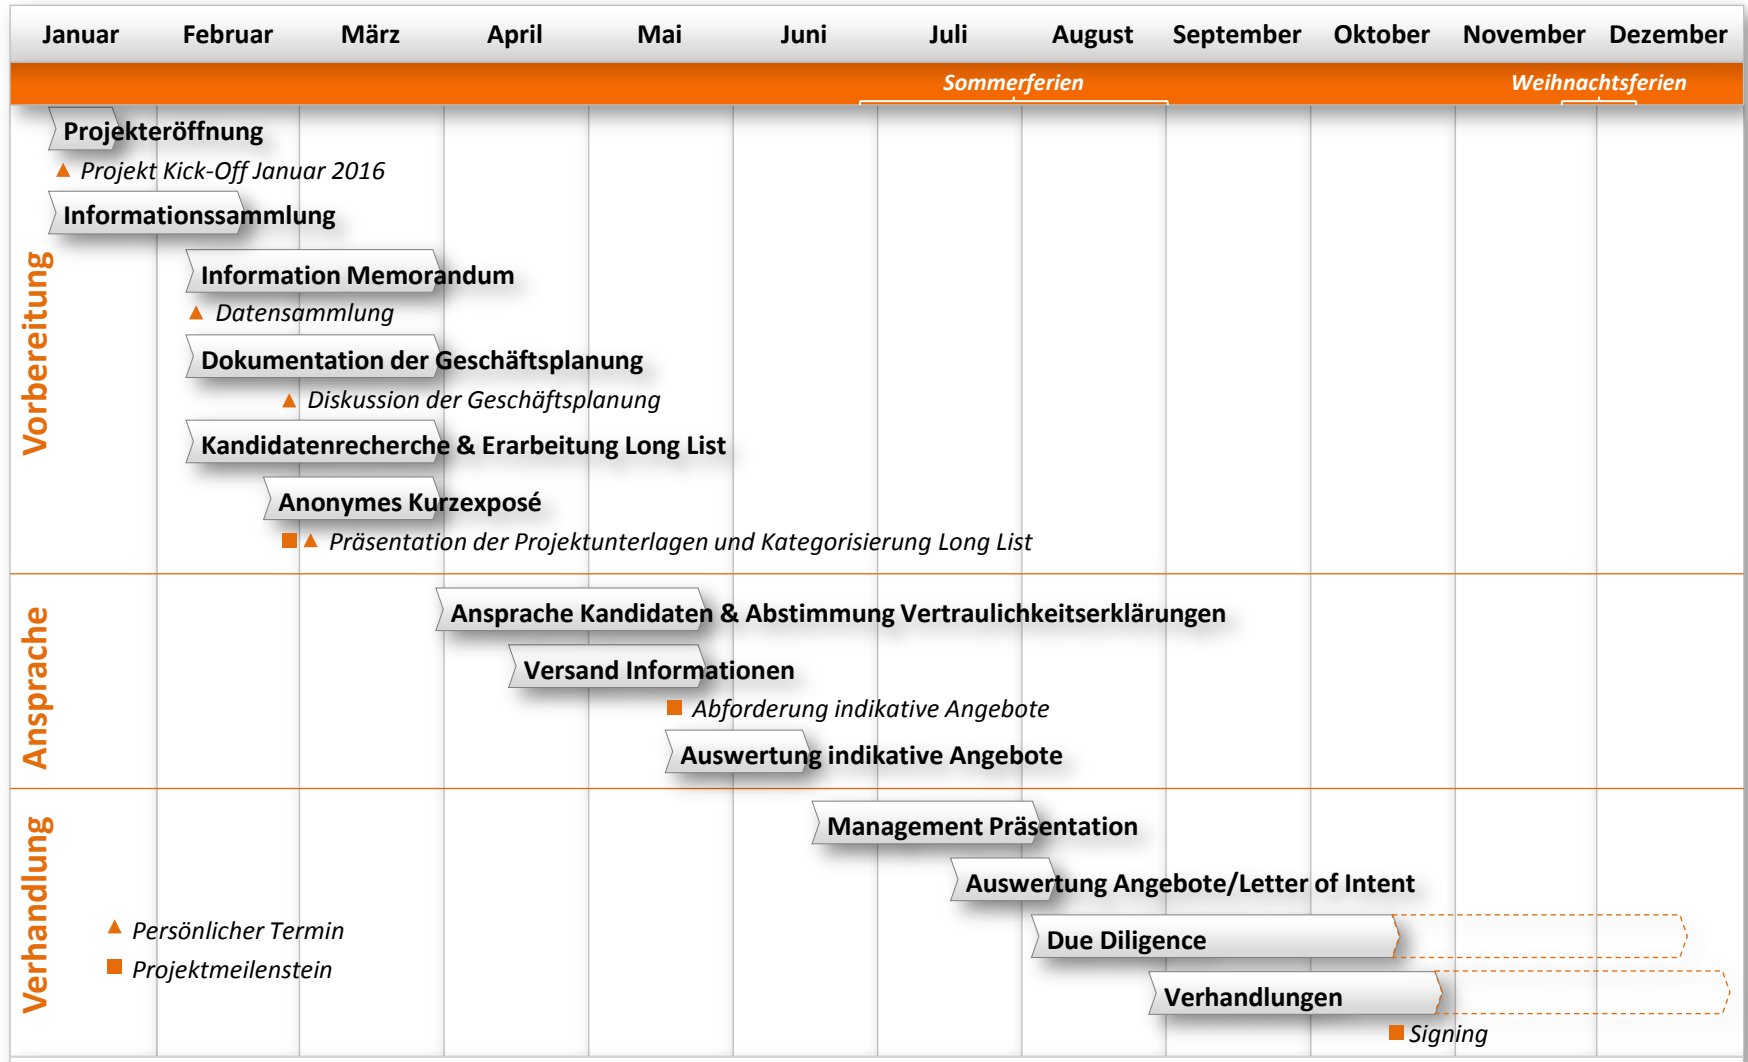 Januar Februar März April Mai Juni Juli August September Oktober November Dezember
Sommerferien Weihnachtsferien
Vorbereitung
Projekteröffnung
Projekt Kick-Off Januar 2016
Informationssammlung
Information Memorandum
Datensammlung
Dokumentation der Geschäftsplanung
Diskussion der Geschäftsplanung
Kandidatenrecherche & Erarbeitung Long List
Anonymes Kurzexposé
Präsentation der Projektunterlagen und Kategorisierung Long List
Ansprache
Ansprache Kandidaten & Abstimmung Vertraulichkeitserklärungen
Versand Informationen
Abforderung indikative Angebote
Auswertung indikative Angebote
Verhandlung
Management Präsentation
Auswertung Angebote/Letter of Intent
Persönlicher Termin
Due Diligence
Projektmeilenstein
Verhandlungen
Signing